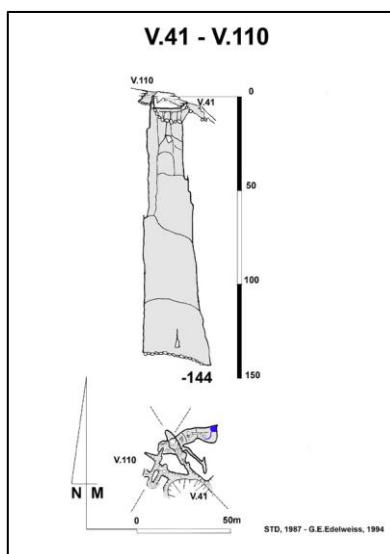 V.41 - V.110
V.110
V.41
0
50
100
150
-144
V.110
V.41
N M
0
50m
STD, 1987 - G.E.Edelweiss, 1994